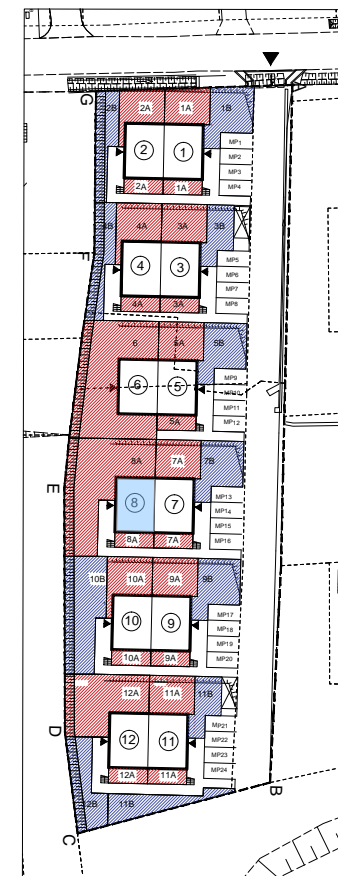 G
2B 2A 1A 1B
2 1
MP1
MP2
MP3
MP4
2A 1A
4B 4A 3A 3B
F
4 3
MP5
MP6
MP7
MP8
4A 3A
6 5A 5B
6 5
MP9
MP10
MP11
MP12
5A
8A 7A 7B
E
8 7
MP13
MP14
MP15
MP16
8A 7A
10B 10A 9A 9B
10 9
MP17
MP18
MP19
MP20
10A 9A
12A 11A 11B
D
12 11
MP21
MP22
MP23
MP24
12A 11A
B
12B 11B
C